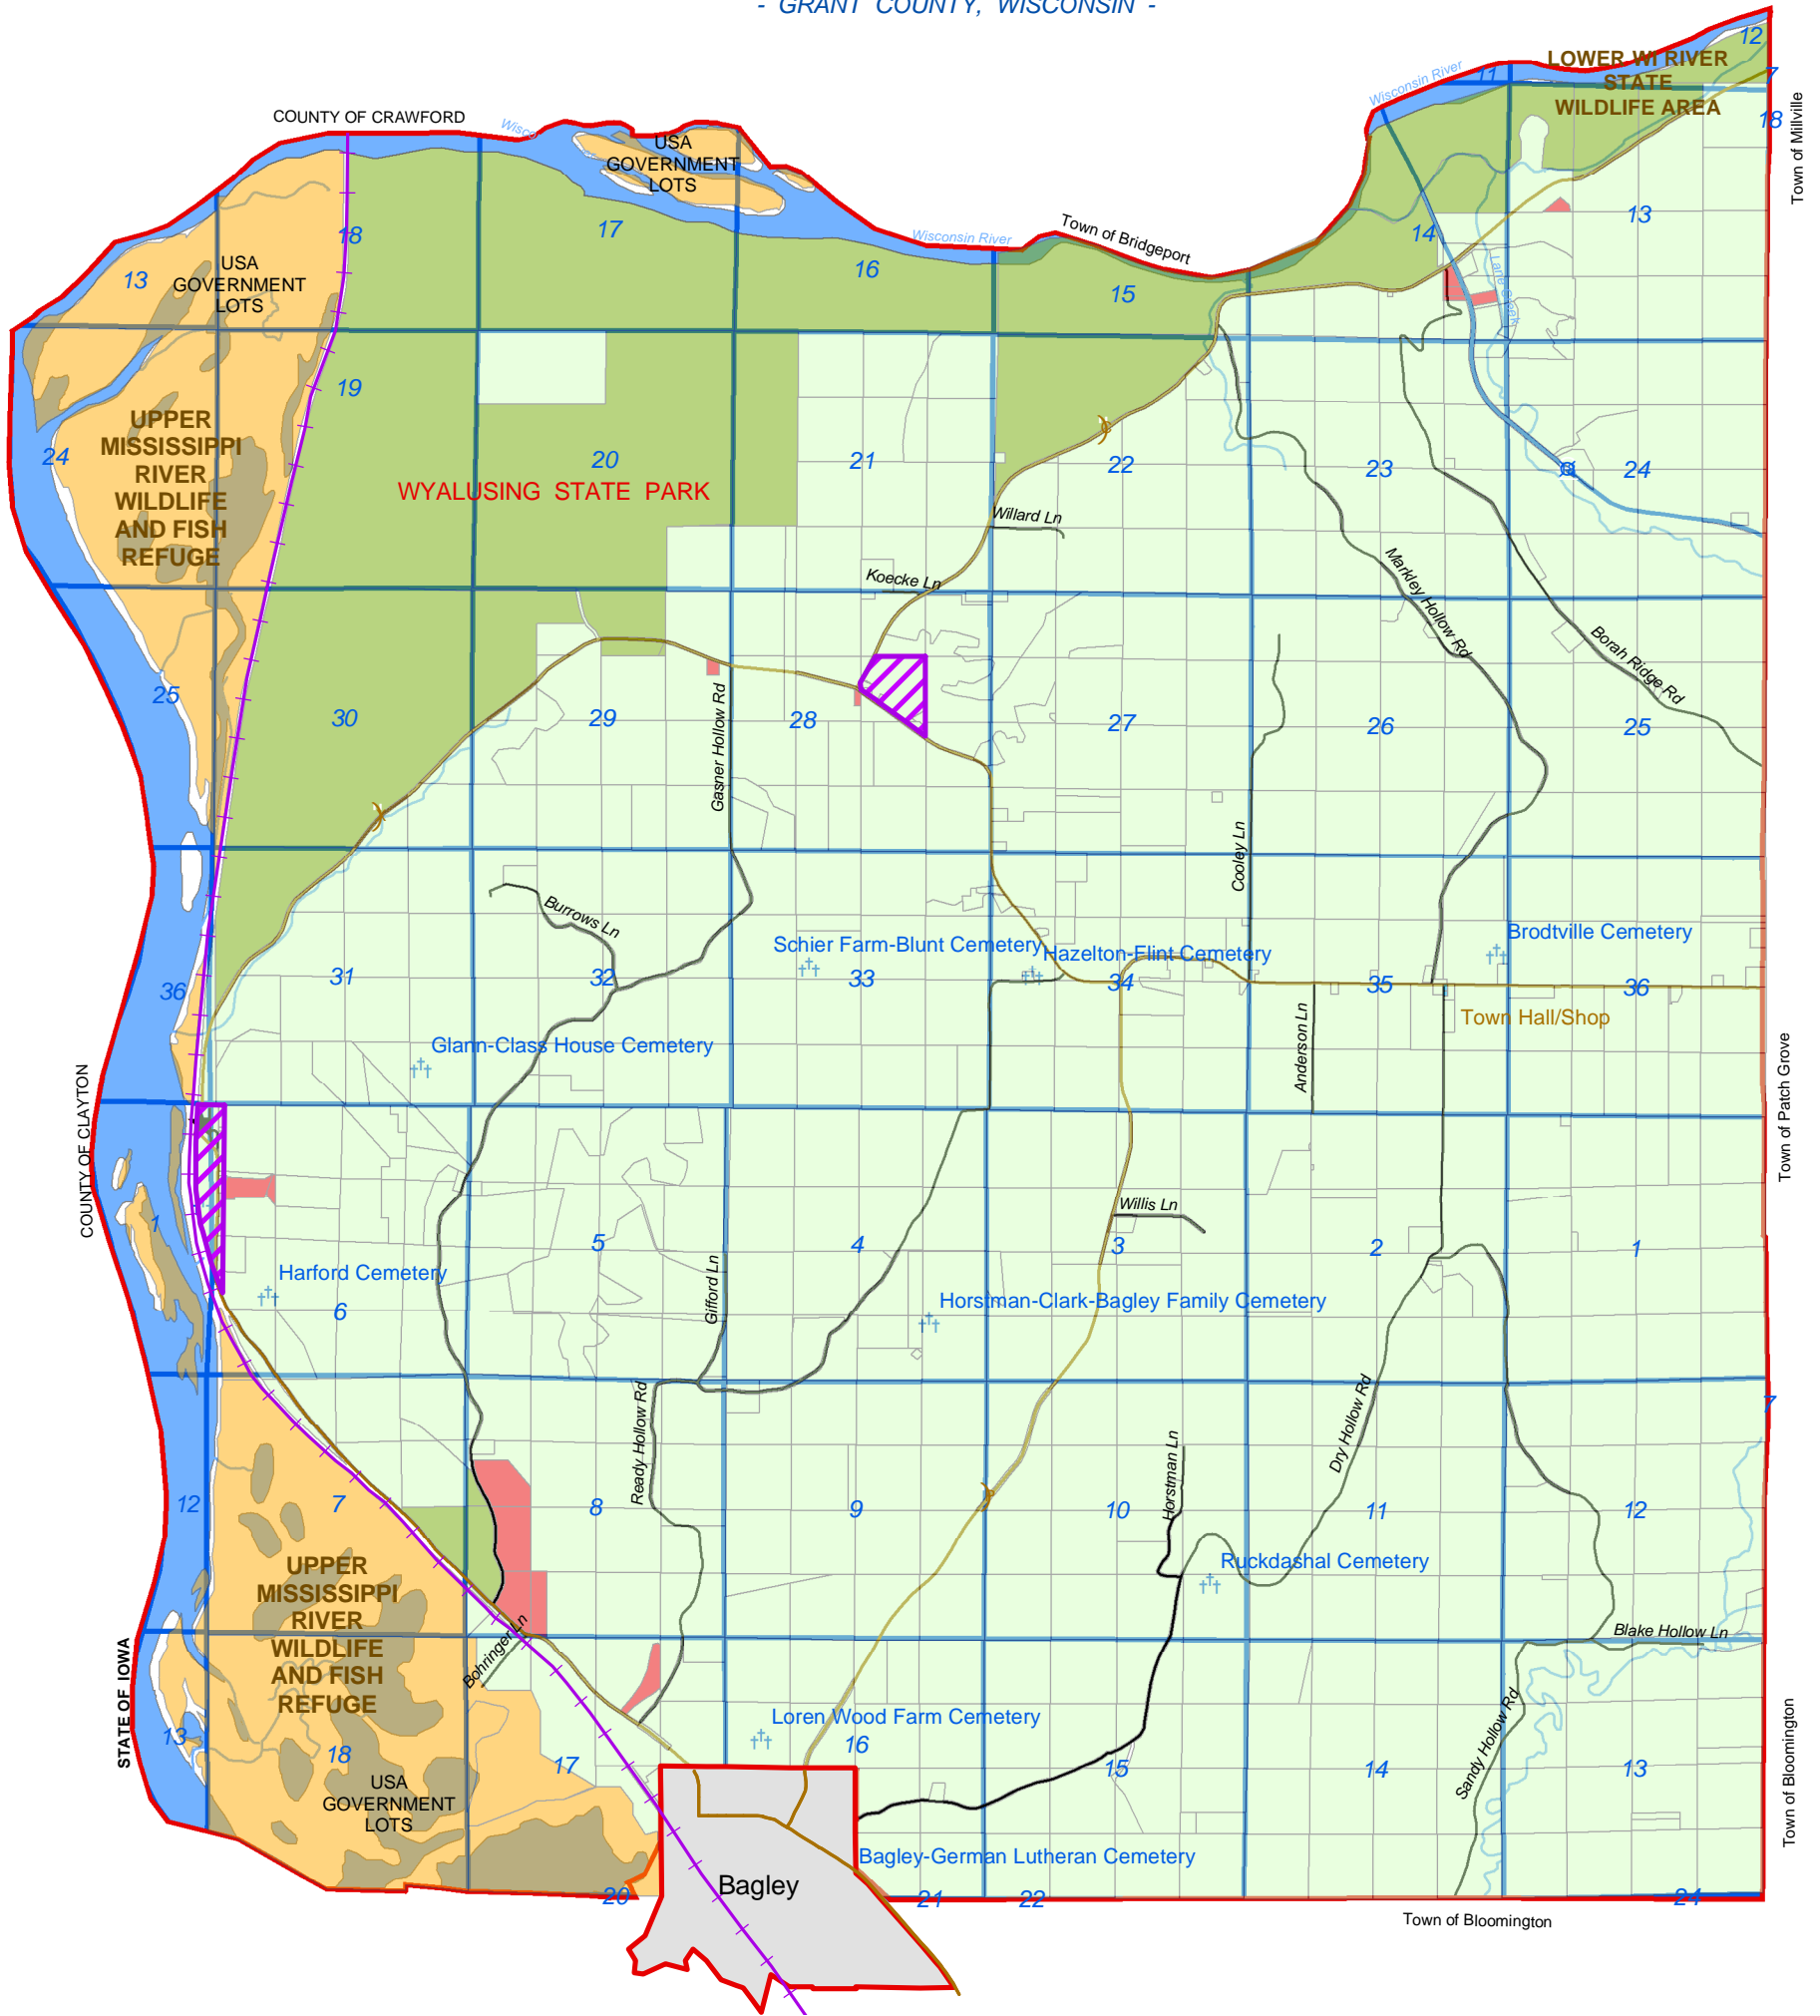 - GRANT COUNTY, WISCONSIN -
12
LOWER WI RIVER
STATE
WILDLIFE AREA
7
11
Wisconsin River
18
Town of Millville
COUNTY OF CRAWFORD
Wisco
USA
GOVERNMENT
LOTS
13
14
17
18
Wisconsin River
Town of Bridgeport
16
15
13
USA
GOVERNMENT
LOTS
19
UPPER
MISSISSIPPI
RIVER
WILDLIFE
AND FISH
REFUGE
24
20
21
22
23
24
WYALUSING STATE PARK
Willard Ln
Koecke Ln
Markley Hollow Rd
Borah Ridge Rd
25
30
29
28
27
26
25
Gasner Hollow Rd
Cooley Ln
Burrows Ln
Schier Farm-Blunt Cemetery
Hazelton-Flint Cemetery
Brodtville Cemetery
36
31
32
33
34
35
36
Town Hall/Shop
Anderson Ln
Glann-Class House Cemetery
COUNTY OF CLAYTON
Town of Patch Grove
Willis Ln
1
5
4
3
2
1
Gifford Ln
Harford Cemetery
6
Horstman-Clark-Bagley Family Cemetery
7
Ready Hollow Rd
Dry Hollow Rd
Horstman Ln
12
7
8
9
10
11
12
UPPER
MISSISSIPPI
RIVER
WILDLIFE
AND FISH
REFUGE
Ruckdashal Cemetery
Blake Hollow Ln
Bohringer Ln
STATE OF IOWA
Sandy Hollow Rd
Loren Wood Farm Cemetery
13
18
17
16
15
14
13
USA
GOVERNMENT
LOTS
Town of Bloomington
Bagley-German Lutheran Cemetery
Bagley
20
21
22
24
Town of Bloomington